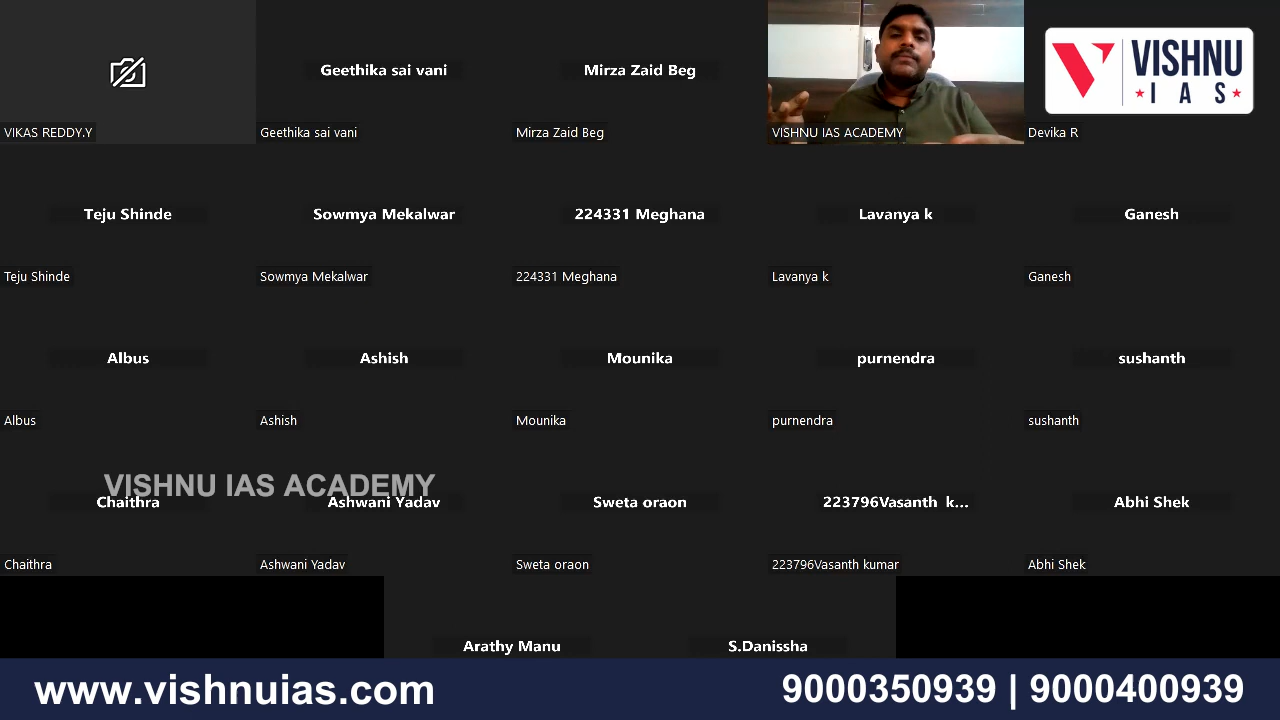 Geethika sai vani
Mirza Zaid Beg
VISHNU
IAS
VIKAS REDDY.Y
Geethika sai vani
Mirza Zaid Beg
VISHNU IAS ACADEMY
Devika R
Teju Shinde
Sowmya Mekalwar
224331 Meghana
Lavanya k
Ganesh
Teju Shinde
Sowmya Mekalwar
224331 Meghana
Lavanya k
Ganesh
Albus
Ashish
Mounika
purnendra
sushanth
Albus
Ashish
Mounika
purnendra
sushanth
VISHNU IAS ACADEMY
Chaithra
Ashwani Yadav
Sweta oraon
223796Vasanth k...
Abhi Shek
Chaithra
Ashwani Yadav
Sweta oraon
223796Vasanth kumar
Abhi Shek
Arathy Manu
S.Danissha
www.vishnuias.com
9000350939 | 9000400939